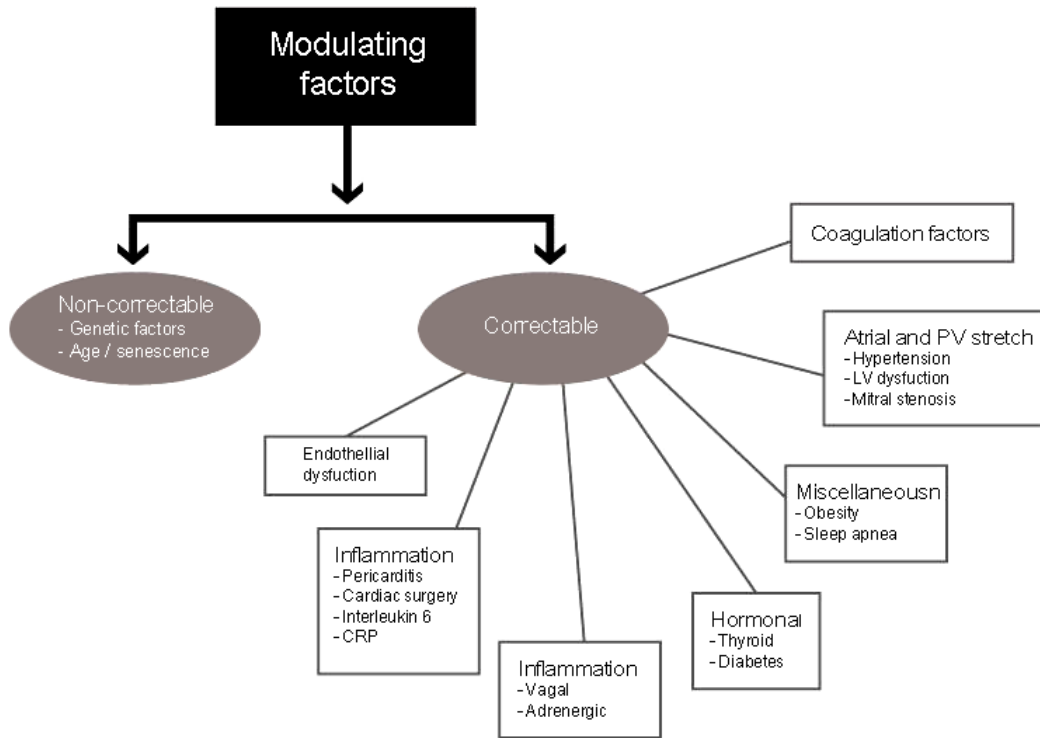 Modulating
factors
Non-correctable
- Genetic factors
- Age / senescence
Correctable
Coagulation factors
Atrial and PV stretch
- Hypertension
- LV dysfuction
- Mitral stenosis
Endothellial
dysfuction
Miscellaneousn
- Obesity
- Sleep apnea
Inflammation
- Pericarditis
- Cardiac surgery
- Interleukin 6
- CRP
Hormonal
- Thyroid
- Diabetes
Inflammation
- Vagal
- Adrenergic